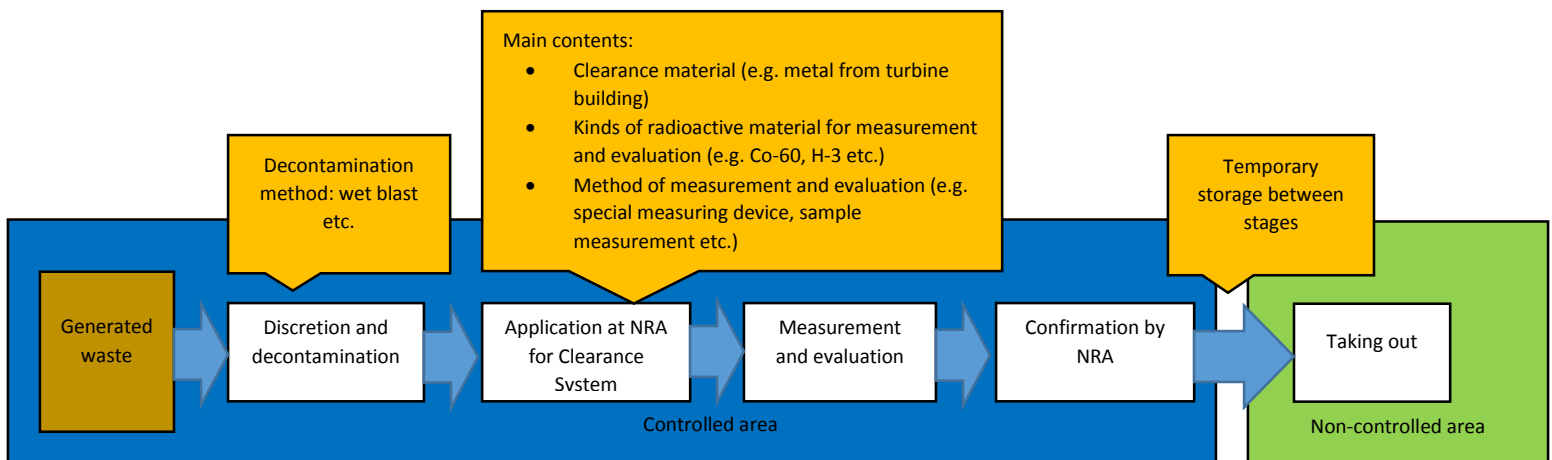 Main contents:
• Clearance material (e.g. metal from turbine
building)
• Kinds of radioactive material for measurement
and evaluation (e.g. Co-60, H-3 etc.)
• Method of measurement and evaluation (e.g.
special measuring device, sample
measurement etc.)
Decontamination
method: wet blast
etc.
Temporary
storage between
stages
Generated
waste
Discretion and
decontamination
Application at NRA
for Clearance
System
Measurement
and evaluation
Confirmation by
NRA
Taking out
Controlled area
Non-controlled area